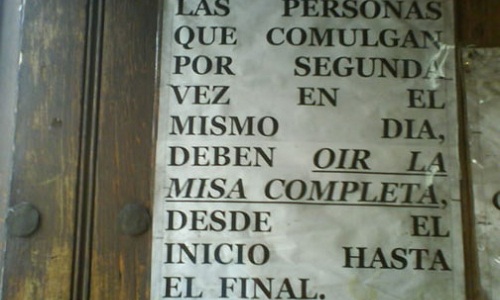 LAS PERSONAS
QUE COMULGAN
POR SEGUNDA
VEZ EN EL
MISMO DIA,
DEBEN OIR LA
MISA COMPLETA,
DESDE EL
INICIO HASTA
EL FINAL.